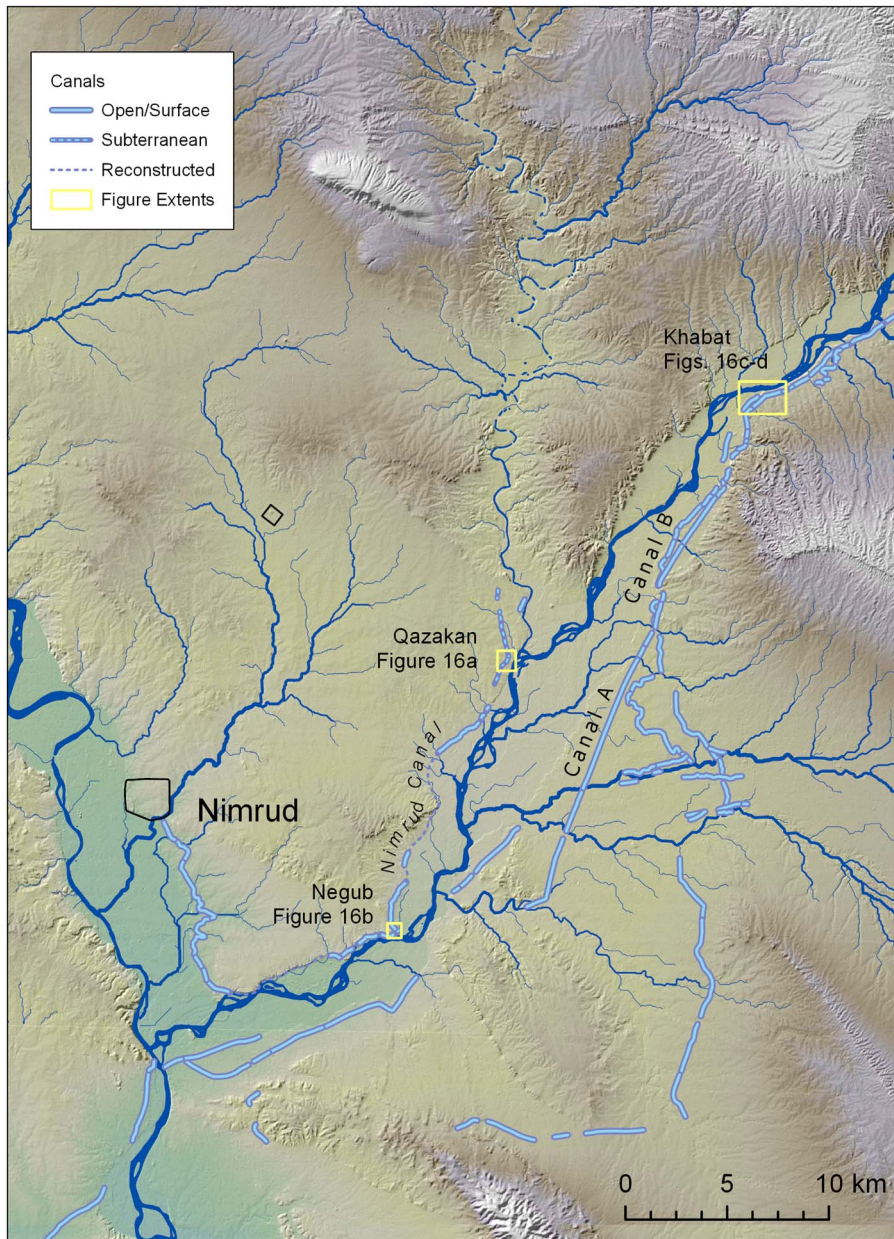 Canals
Open/Surface
Subterranean
Reconstructed
Figure Extents
Khabat
Figs. 16c-d
Canal B
Qazakan
Figure 16a
Canal A
Nimrud Canal
Nimrud
Negub
Figure 16b
0 5 10 km